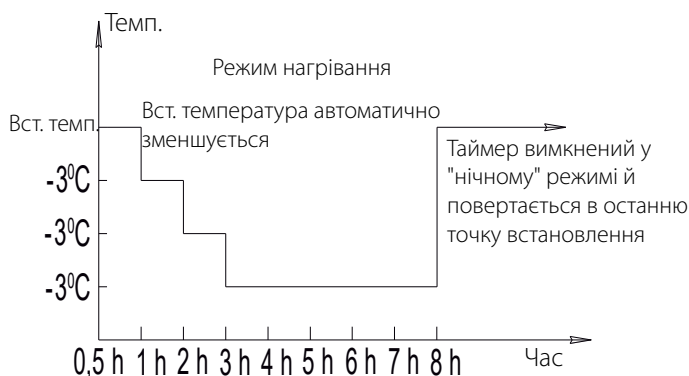 Темп.
Режим нагрівання
Вст. температура автоматично
зменшується
Вст. темп.
Таймер вимкнений у
"нічному" режимі й
повертається в останню
точку встановлення
-3⁰C
-3⁰C
-3⁰C
0,5 h 1 h 2 h 3 h 4 h 5 h 6 h 7 h 8 h
Час